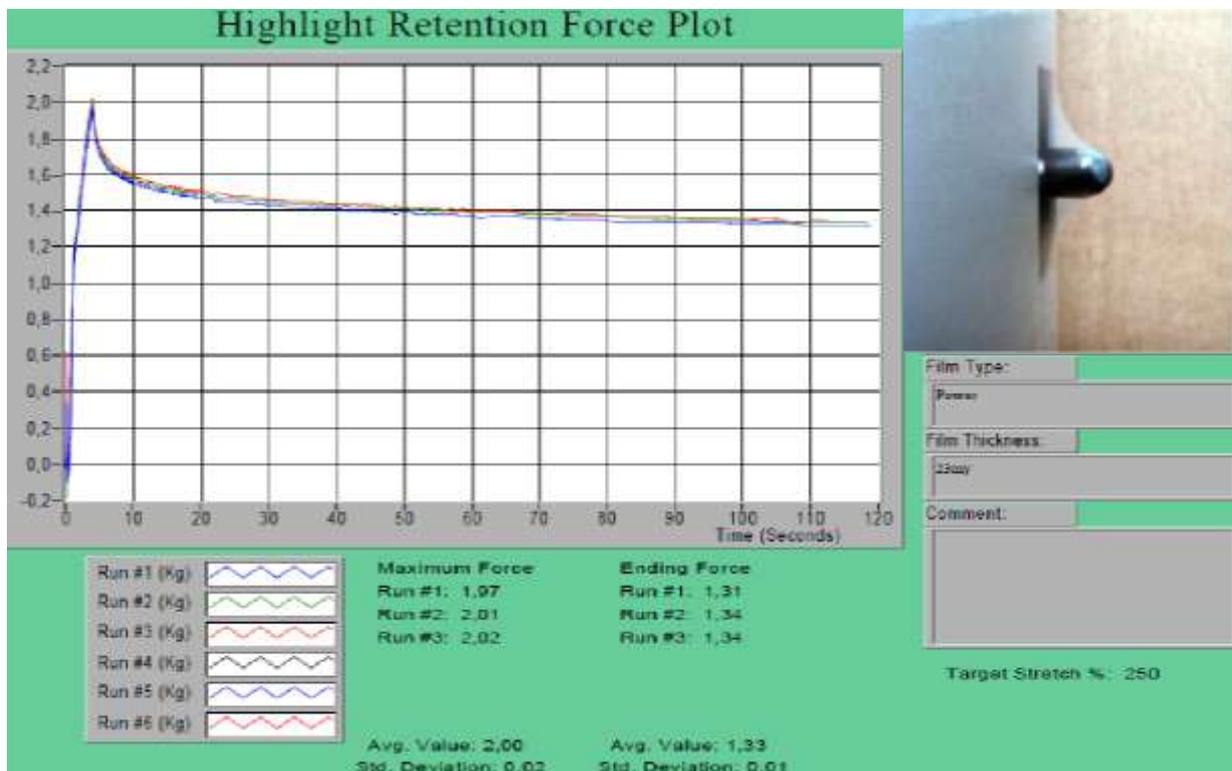 Highlight Retention Force Plot
2,2
2,0
1,8
1,6
1,4
1,2
1,0
0,8
0,6
0,4
0,2
0,0
-0,2
0 10 20 30 40 50 60 70 80 90 100 110 120
Time (Seconds)
Film Type:
Power
Film Thickness:
23my
Comment:
Target Stretch %: 250
Run #1 (Kg)
Run #2 (Kg)
Run #3 (Kg)
Run #4 (Kg)
Run #5 (Kg)
Run #6 (Kg)
Maximum Force
Run #1: 1,97
Run #2: 2,01
Run #3: 2,02
Avg. Value: 2,00
Std. Deviation: 0,02
Ending Force
Run #1: 1,31
Run #2: 1,34
Run #3: 1,34
Avg. Value: 1,33
Std. Deviation: 0,01